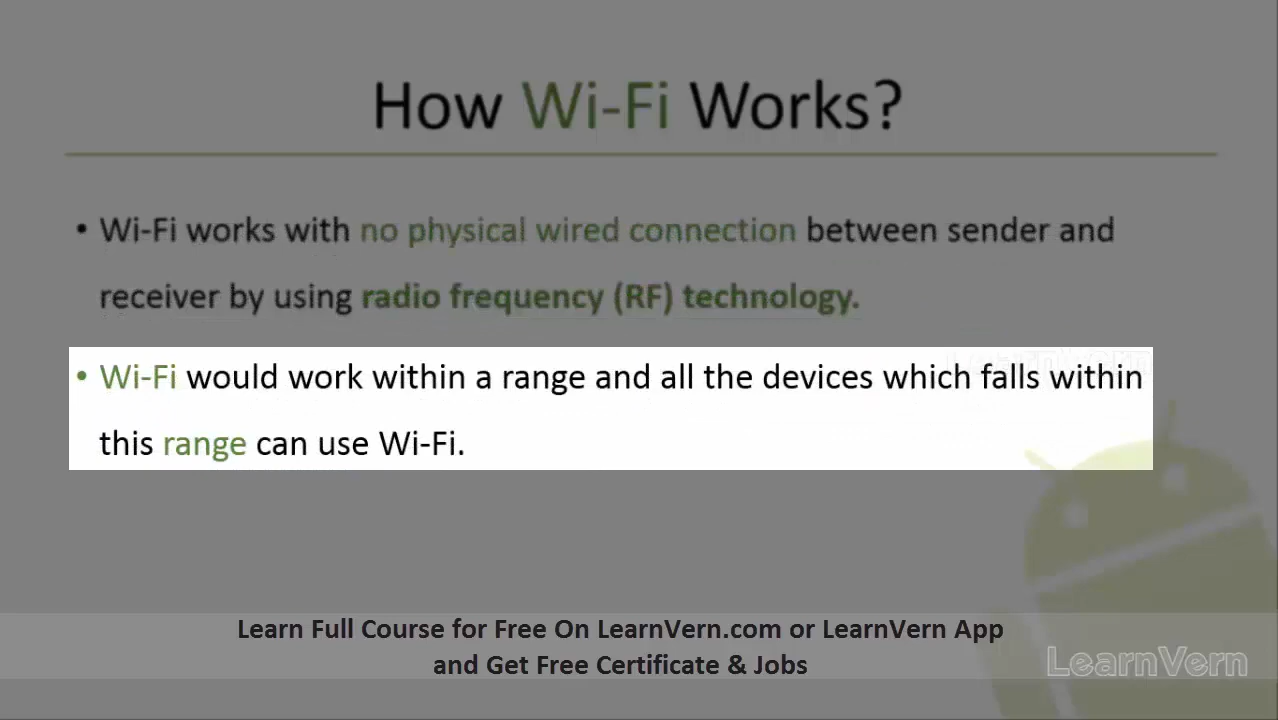 How Wi-Fi Works?
• Wi-Fi works with no physical wired connection between sender and
receiver by using radio frequency (RF) technology.
LearnVern
• Wi-Fi would work within a range and all the devices which falls within
this range can use Wi-Fi.
Learn Full Course for Free On LearnVern.com or LearnVern App
and Get Free Certificate & Jobs
LearnVern